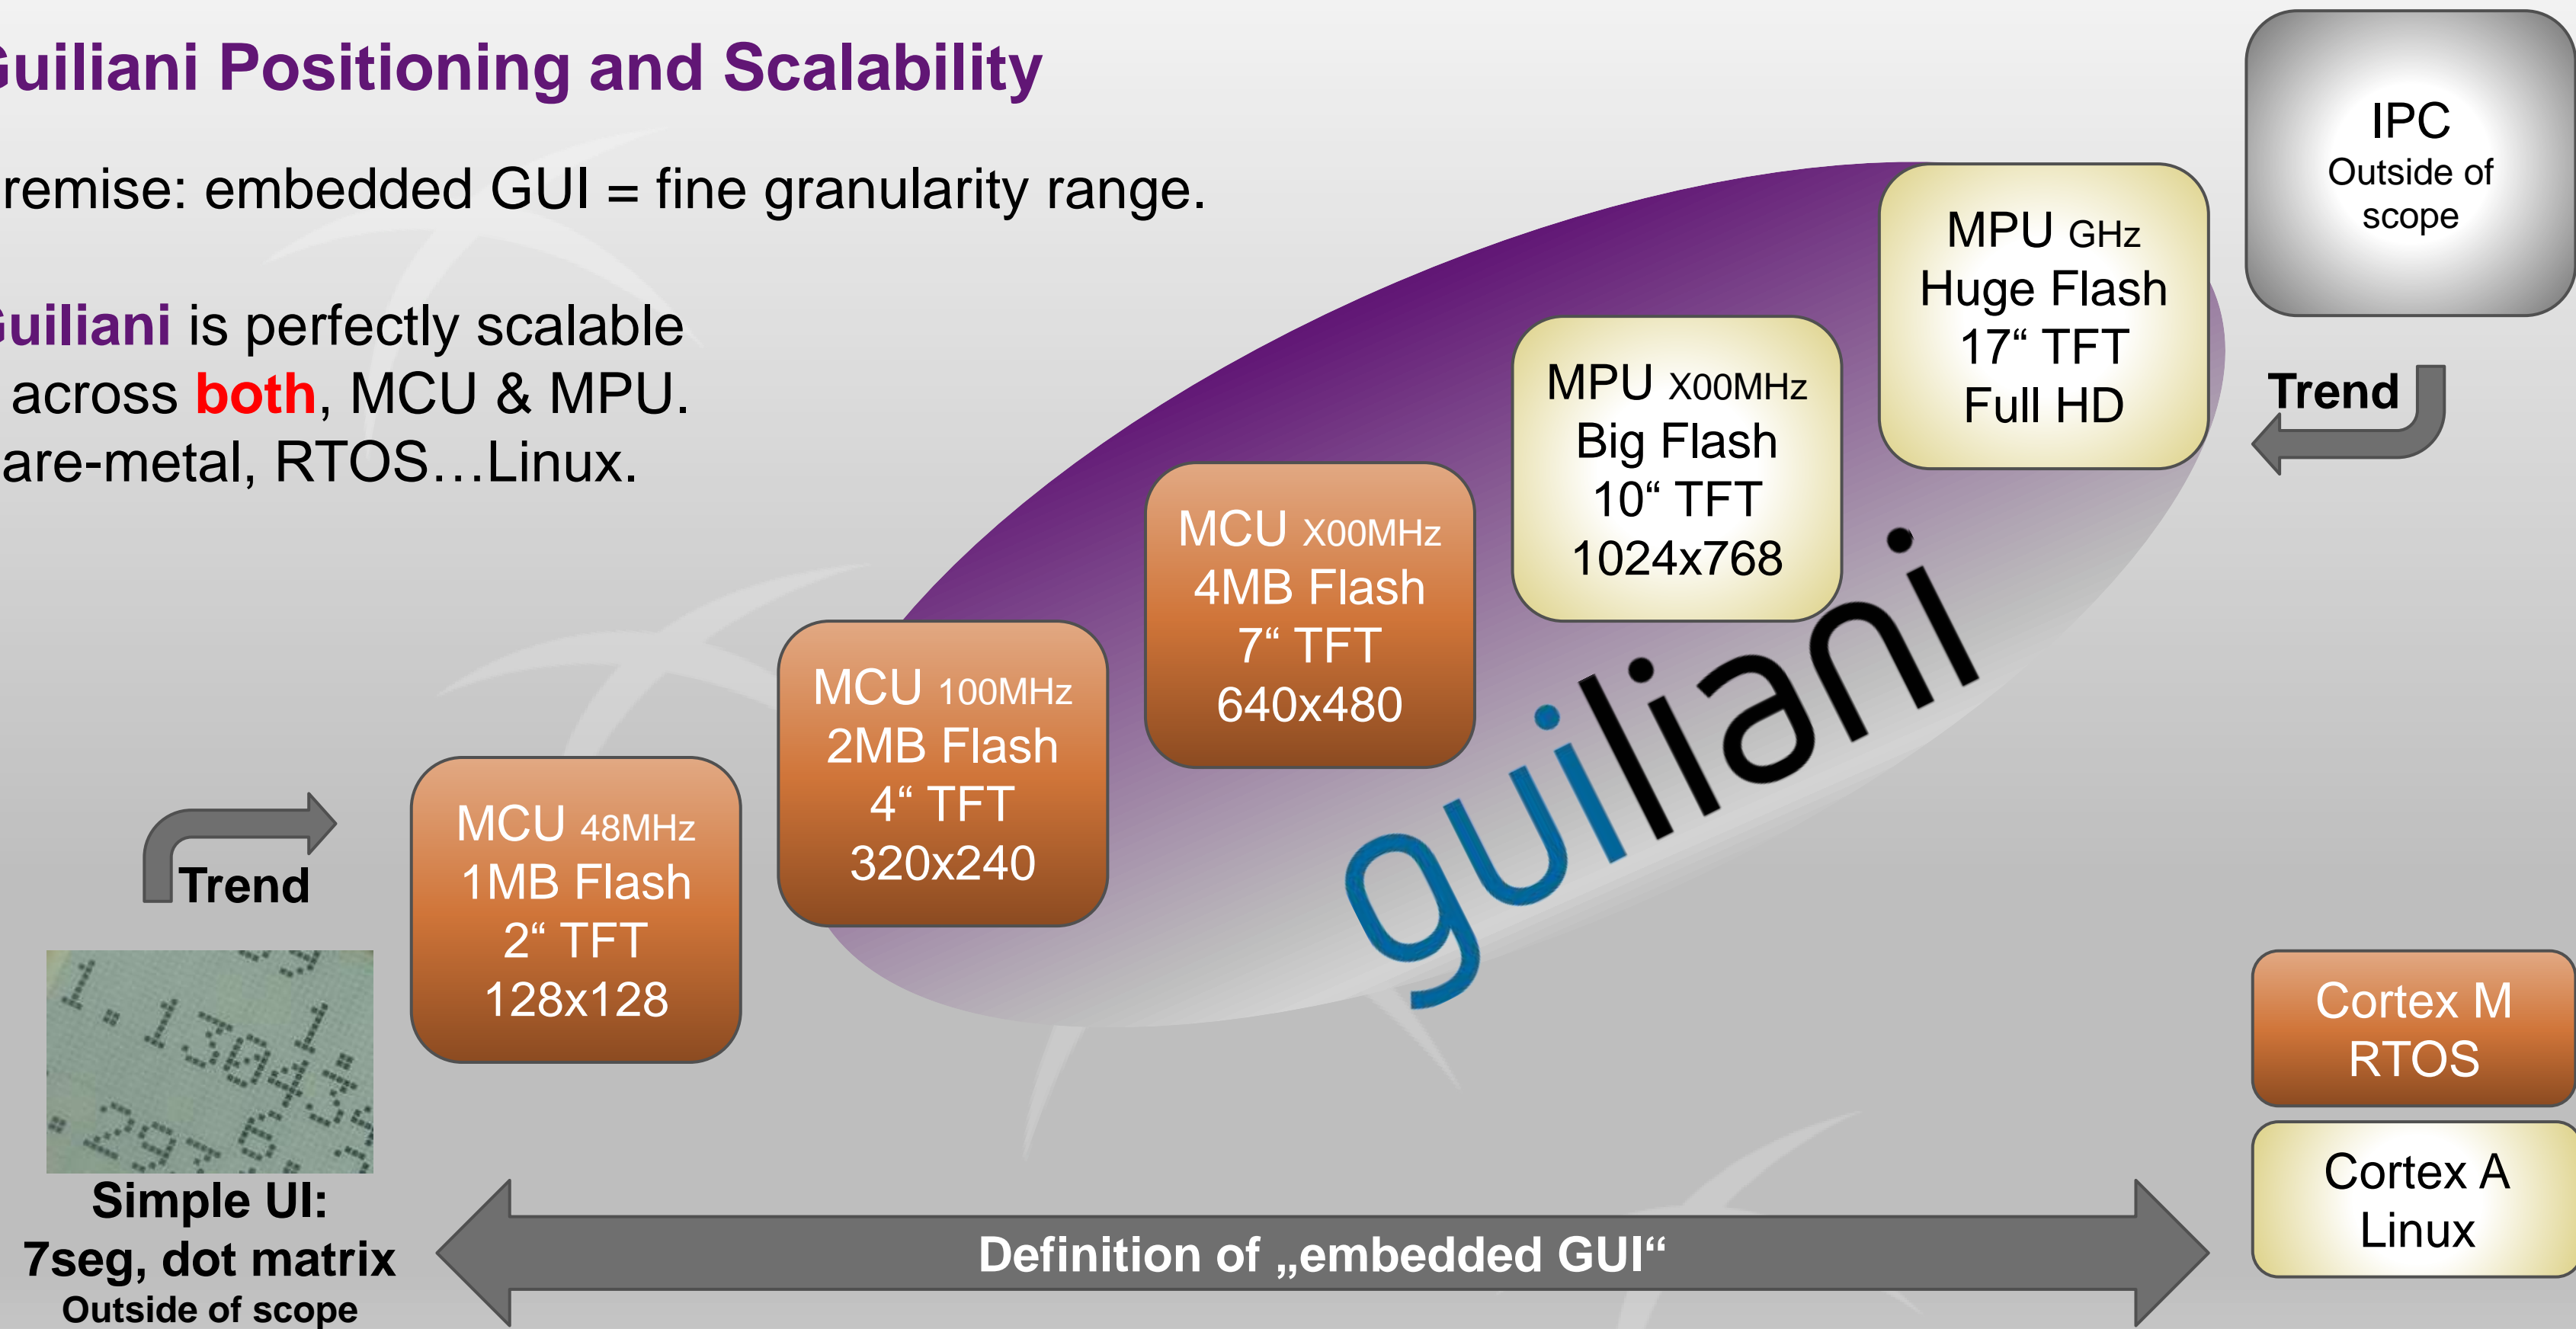 Guiliani Positioning and Scalability
remise: embedded GUI = fine granularity range.
Guiliani is perfectly scalable
across both, MCU & MPU.
are-metal, RTOS…Linux.
IPC
Outside of
scope
Trend
MPU GHz
Huge Flash
17“ TFT
Full HD
MPU X00MHz
Big Flash
10“ TFT
1024x768
MCU X00MHz
4MB Flash
7“ TFT
640x480
MCU 100MHz
2MB Flash
4“ TFT
320x240
MCU 48MHz
1MB Flash
2“ TFT
128x128
guiliani
Trend
Simple UI:
7seg, dot matrix
Outside of scope
Definition of „embedded GUI“
Cortex M
RTOS
Cortex A
Linux